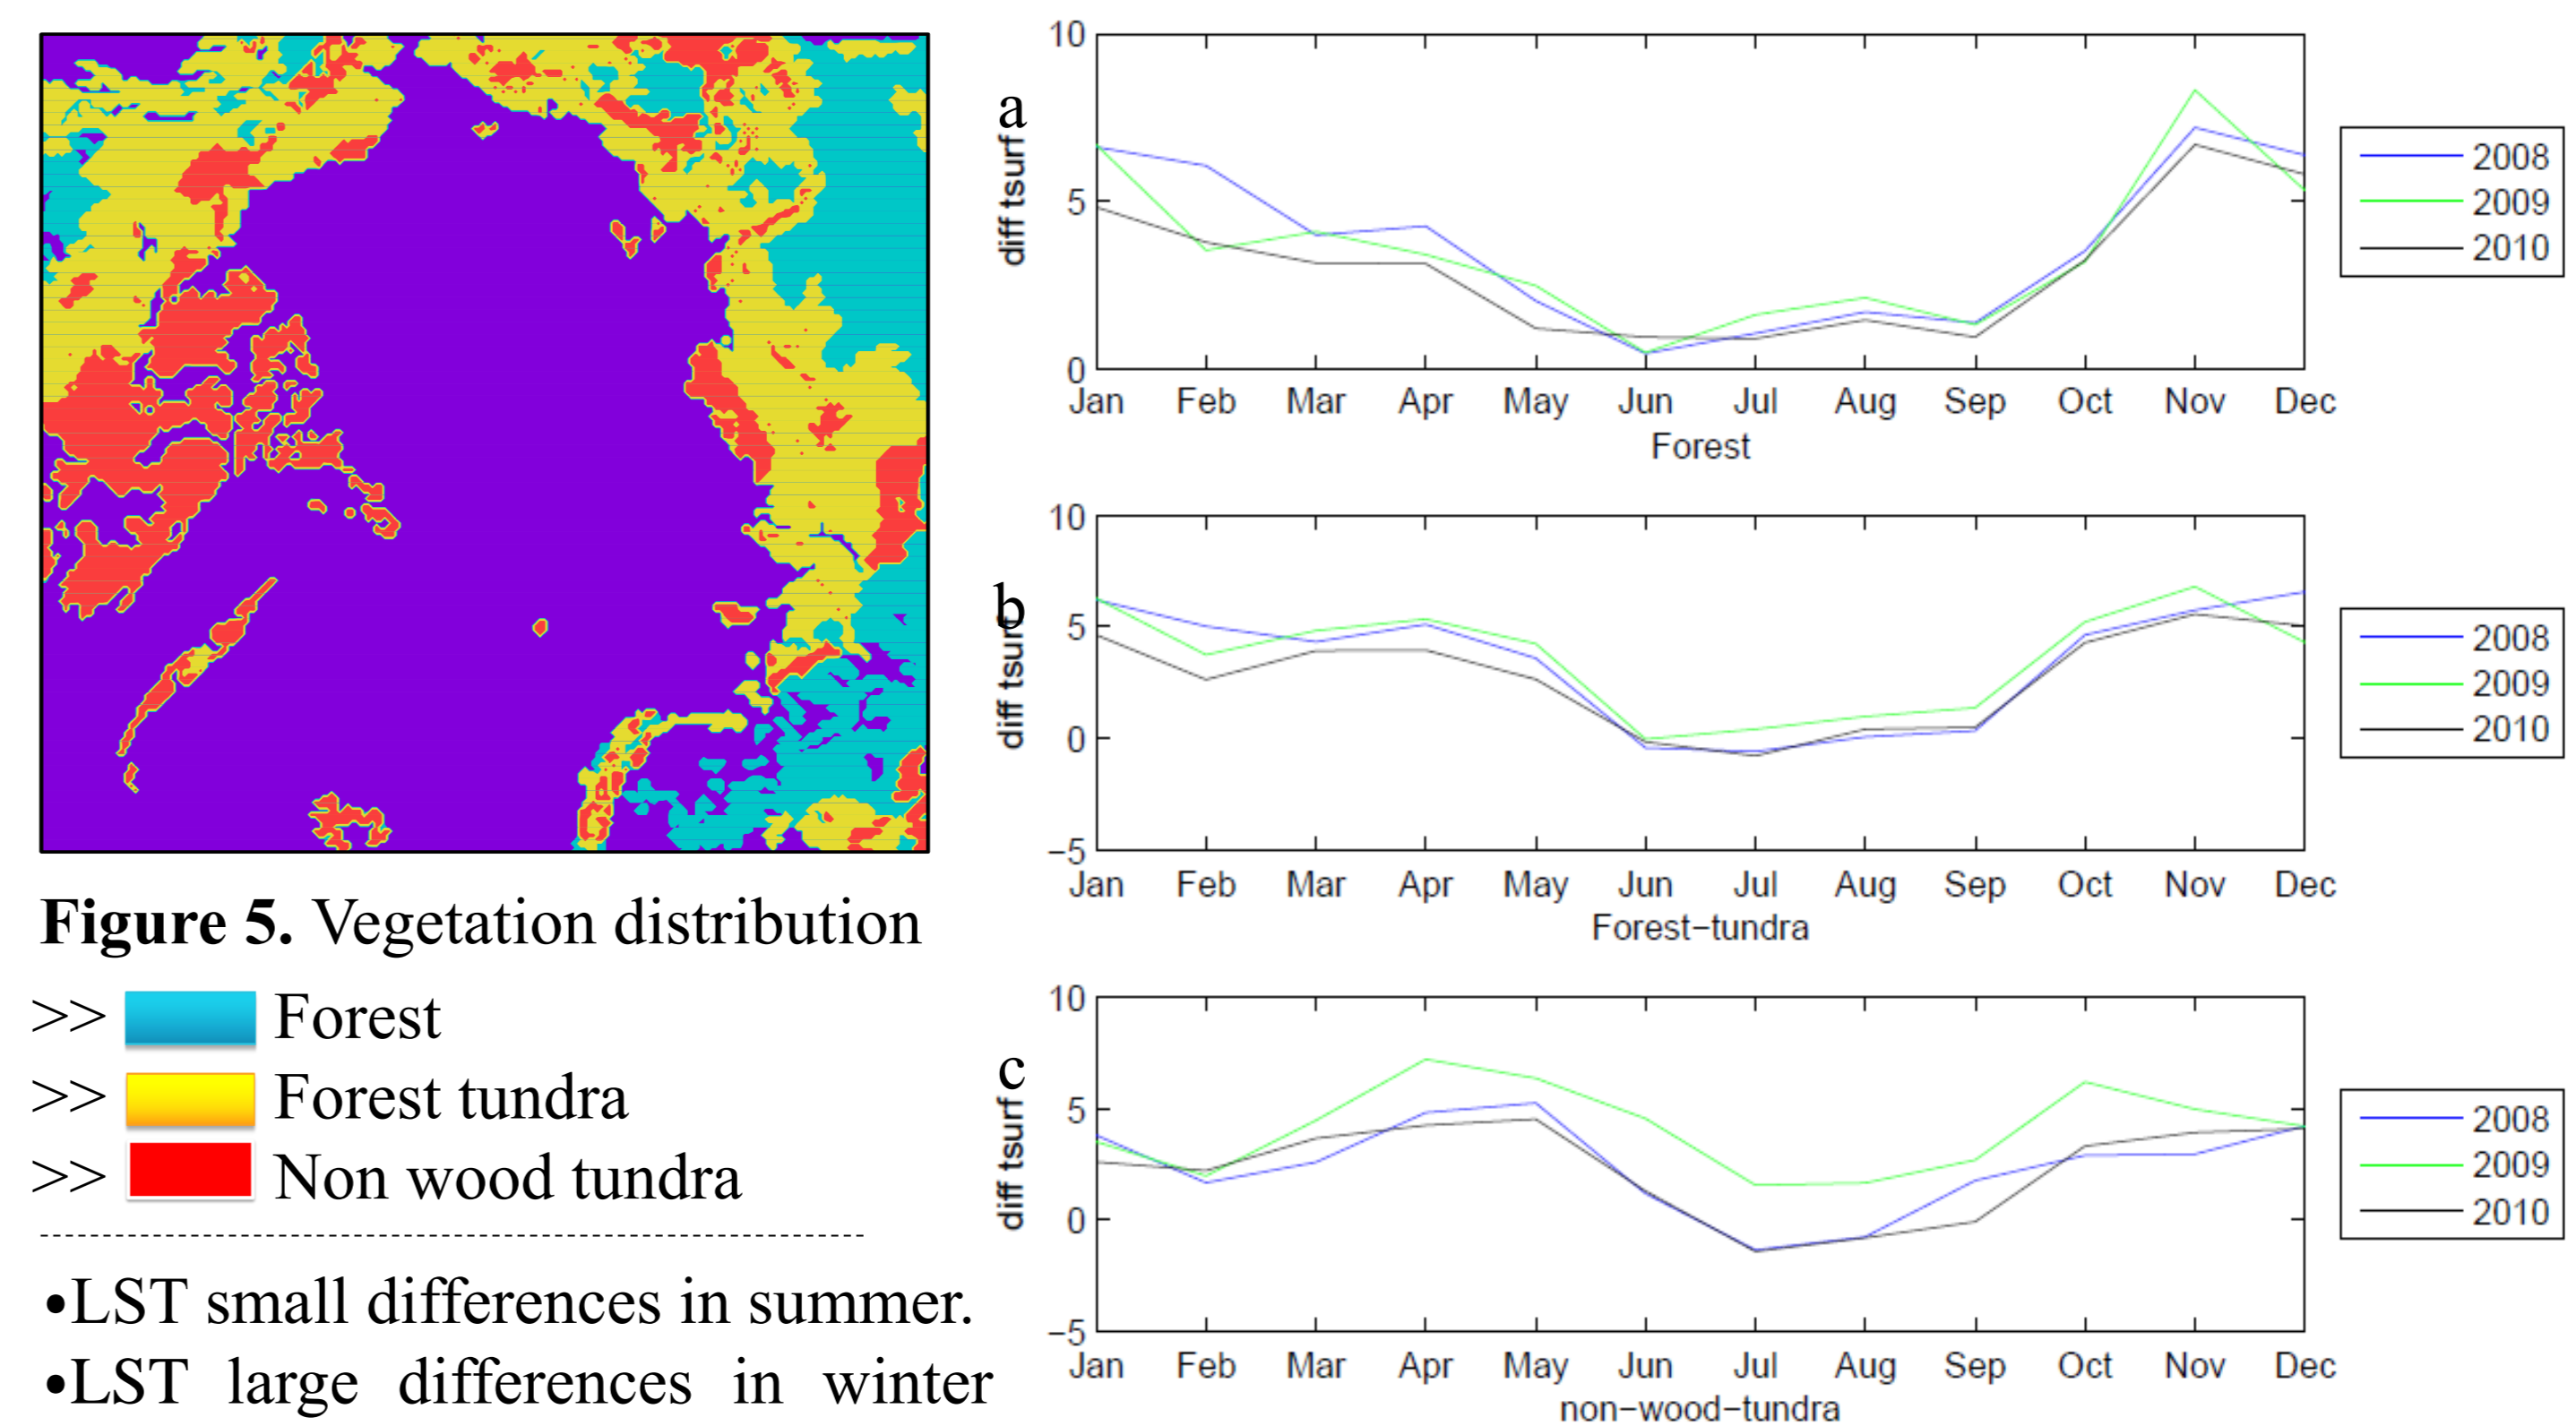 Figure 5. Vegetation distribution
>> Forest
>> Forest tundra
>> Non wood tundra
•LST small differences in summer.
•LST large differences in winter
a
diff tsurf
10
5
0
Jan Feb Mar Apr May Jun Jul Aug Sep Oct Nov Dec
Forest
2008
2009
2010
b
diff tsurf
10
5
0
−5
Jan Feb Mar Apr May Jun Jul Aug Sep Oct Nov Dec
Forest−tundra
2008
2009
2010
c
diff tsurf
10
5
0
−5
Jan Feb Mar Apr May Jun Jul Aug Sep Oct Nov Dec
non−wood−tundra
2008
2009
2010